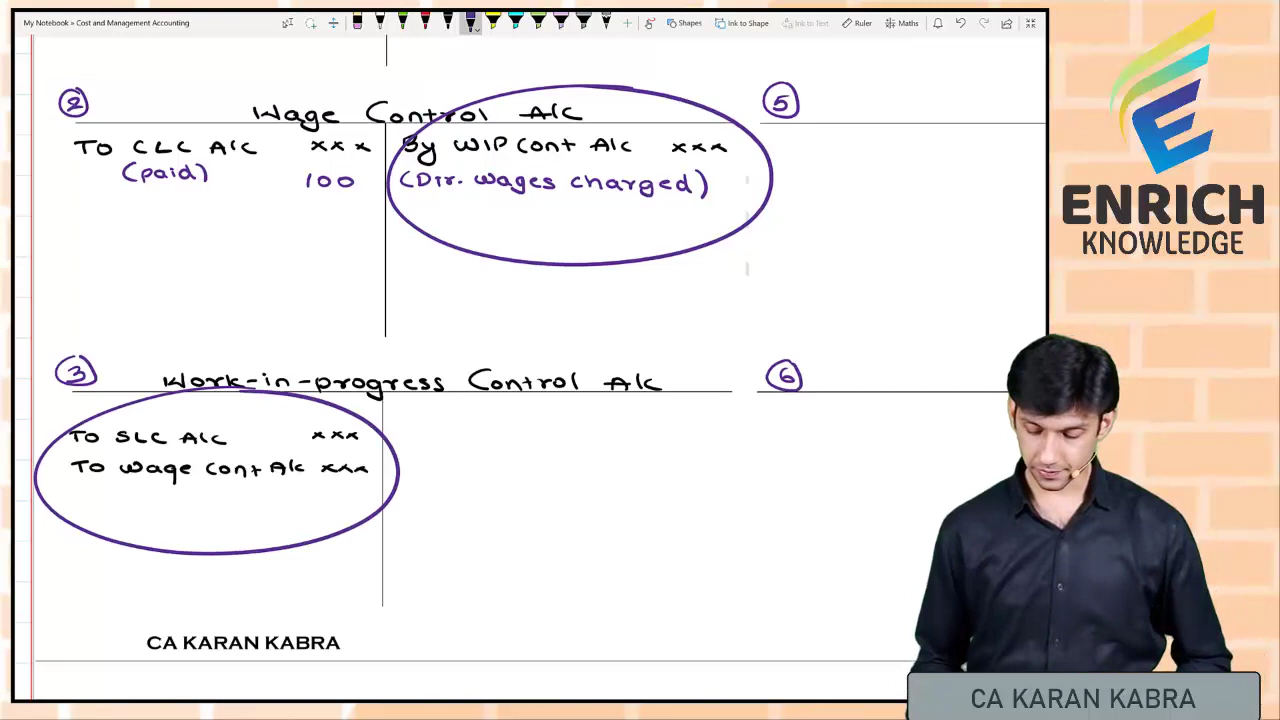 My Notebook » Cost and Management Accounting
Shapes
Ink to Shape
Ink to Text
Ruler
Maths
2
Wage Control A/c
To CLC A/c xxx
(paid) 100
By WIP Cont A/c xxx
(Dir. wages charged)
5
3
Work-in-progress Control A/c
To SLC A/c xxx
To wage Cont A/c xxx
6
CA KARAN KABRA
ENRICH
KNOWLEDGE
CA KARAN KABRA